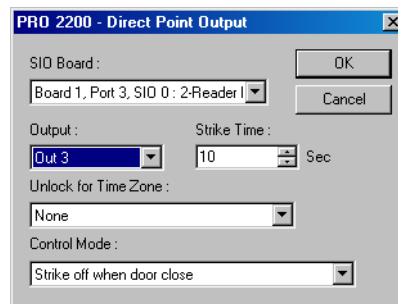 PRO 2200 - Direct Point Output
SIO Board :
OK
Board 1, Port 3, SIO 0 : 2-Reader I
Cancel
Output :
Strike Time :
Out 3
10
Sec
Unlock for Time Zone :
None
Control Mode :
Strike off when door close